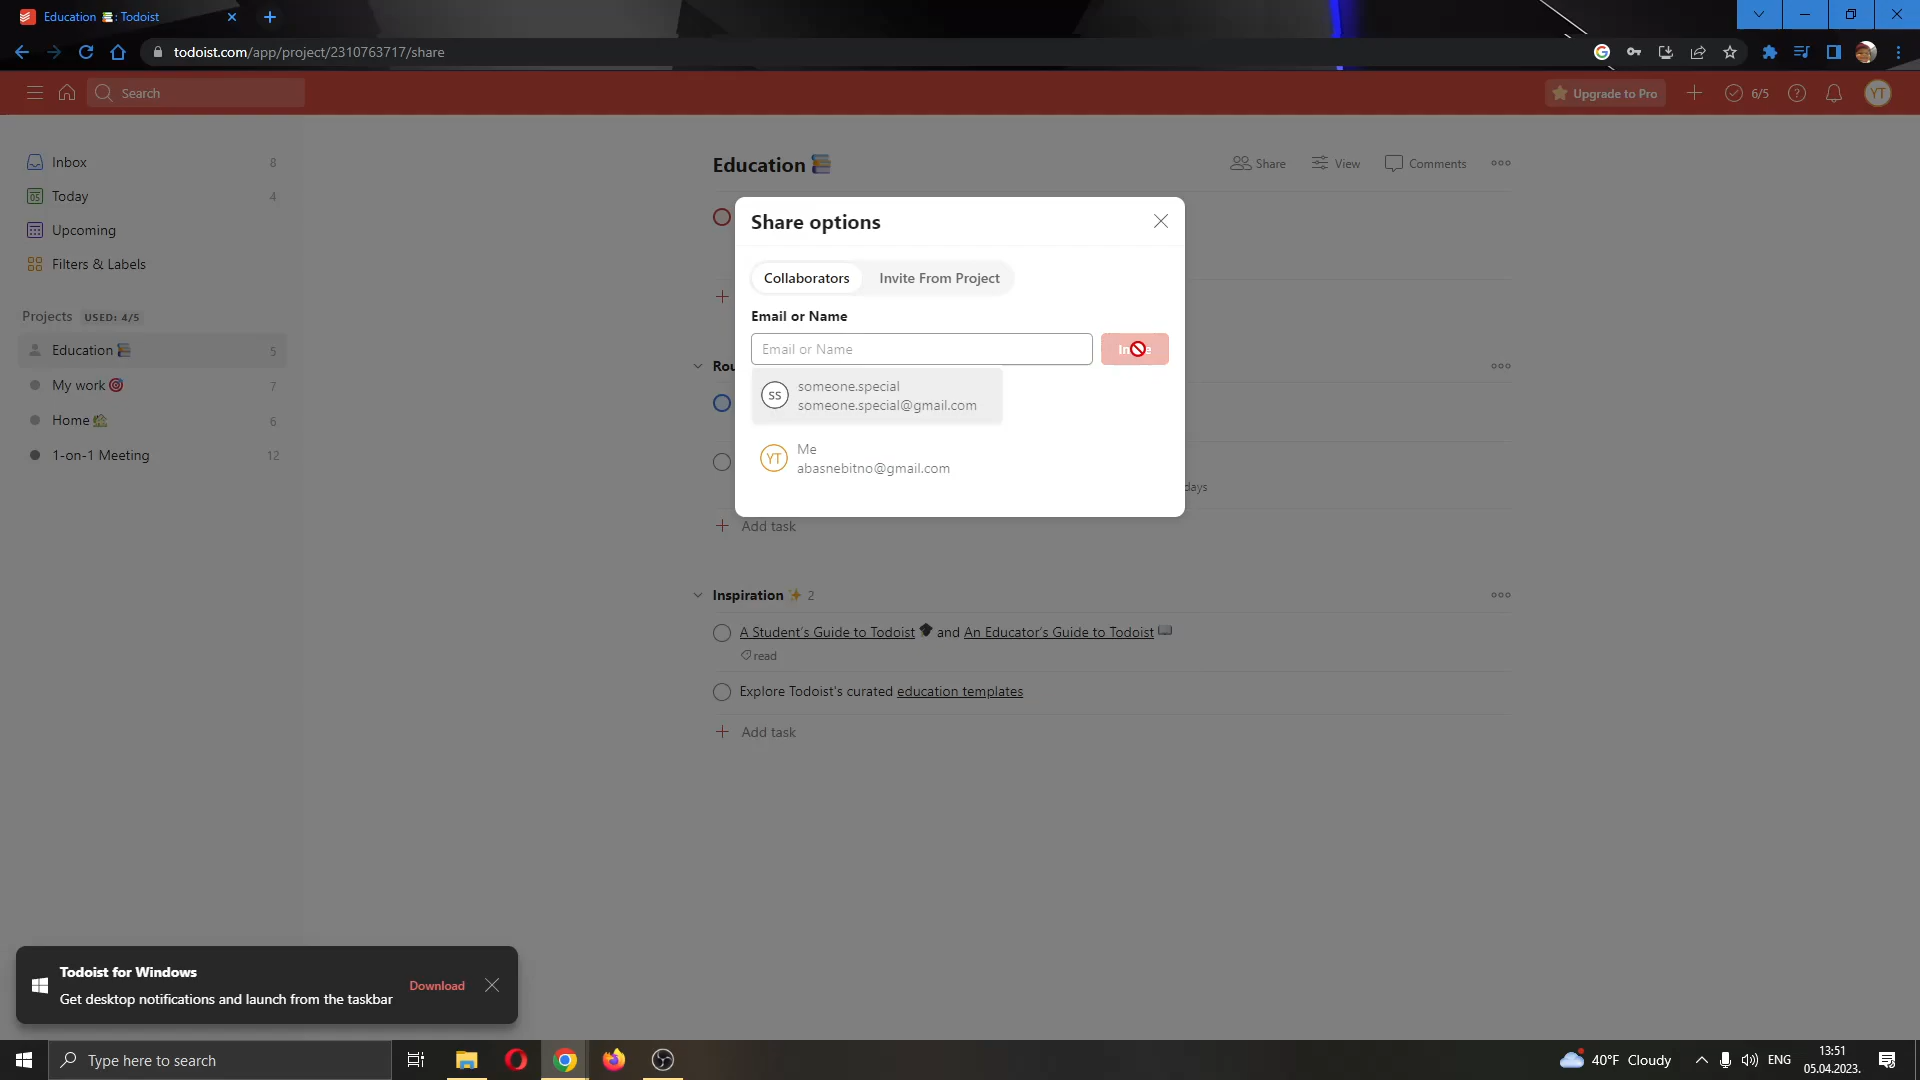 Education 📚: Todoist
todoist.com/app/project/2310763717/share
Search
Upgrade to Pro
6/5
YT
Inbox 8
Today 4
Upcoming
Filters & Labels
Projects USED: 4/5
Education 📚 5
My work 🎯 7
Home 🏡 6
1-on-1 Meeting 12
Education 📚
Share View Comments
Share options
Collaborators Invite From Project
Email or Name
Email or Name
SS someone.special
someone.special@gmail.com
YT Me
abasnebitno@gmail.com
Rou
days
Add task
Inspiration ✨ 2
A Student's Guide to Todoist 🎓 and An Educator's Guide to Todoist 📖
read
Explore Todoist's curated education templates
Add task
Todoist for Windows
Get desktop notifications and launch from the taskbar
Download
Type here to search
40°F Cloudy
ENG
13:51
05.04.2023.